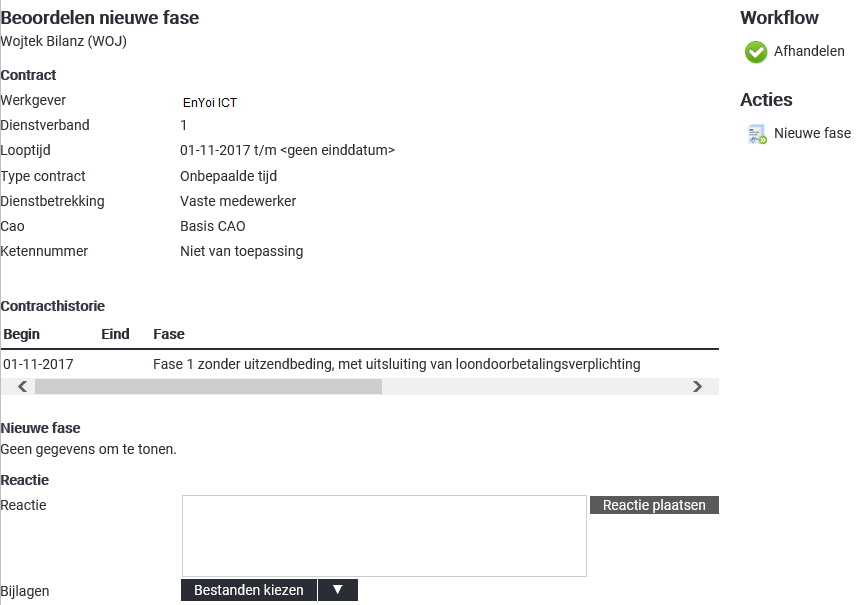 Beoordelen nieuwe fase
Wojtek Bilanz (WOJ)
Contract
Werkgever EnYoi ICT
Dienstverband 1
Looptijd 01-11-2017 t/m <geen einddatum>
Type contract Onbepaalde tijd
Dienstbetrekking Vaste medewerker
Cao Basis CAO
Ketennummer Niet van toepassing
Contracthistorie
Begin Eind Fase
01-11-2017 Fase 1 zonder uitzendbeding, met uitsluiting van loondoorbetalingsverplichting
Nieuwe fase
Geen gegevens om te tonen.
Reactie
Reactie Reactie plaatsen
Bijlagen Bestanden kiezen
Workflow
Afhandelen
Acties
Nieuwe fase